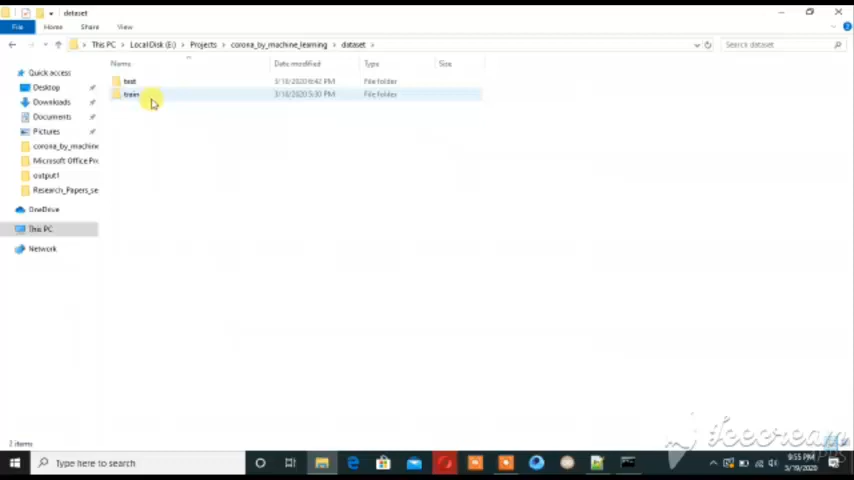 dataset
File Home Share View
This PC Local Disk (E:) Projects corona_by_machine_learning dataset
Search dataset
Name Date modified Type Size
Quick access
test 3/18/2020 6:42 PM File folder
Desktop
train 3/18/2020 5:30 PM File folder
Downloads
Documents
Pictures
corona_by_machine
Microsoft Office Pro
output1
Research_Papers_se
OneDrive
This PC
Network
2 items
Icecream
Type here to search
9:55 PM
3/19/2020